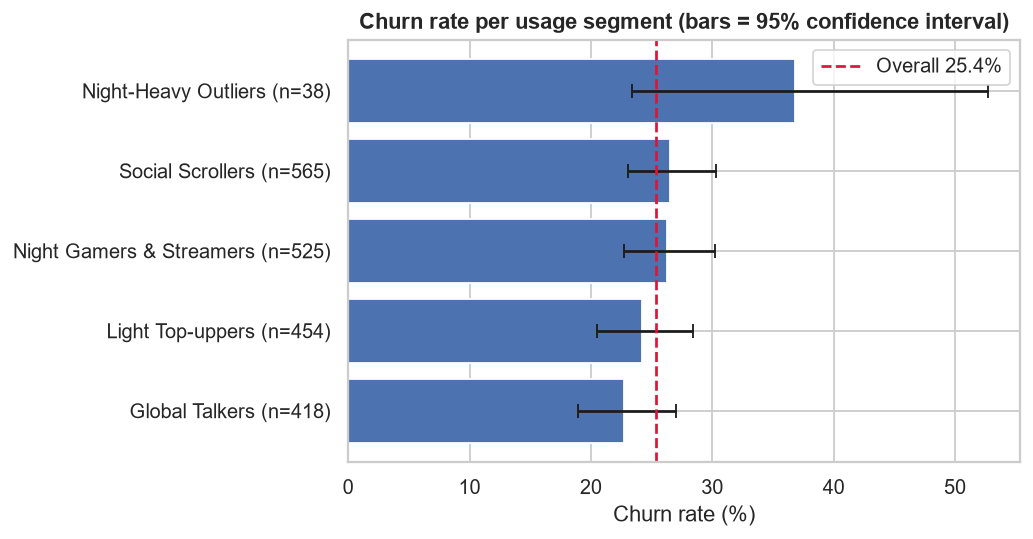 Churn rate per usage segment (bars = 95% confidence interval)
Overall 25.4%
Night-Heavy Outliers (n=38)
Social Scrollers (n=565)
Night Gamers & Streamers (n=525)
Light Top-uppers (n=454)
Global Talkers (n=418)
0 10 20 30 40 50
Churn rate (%)